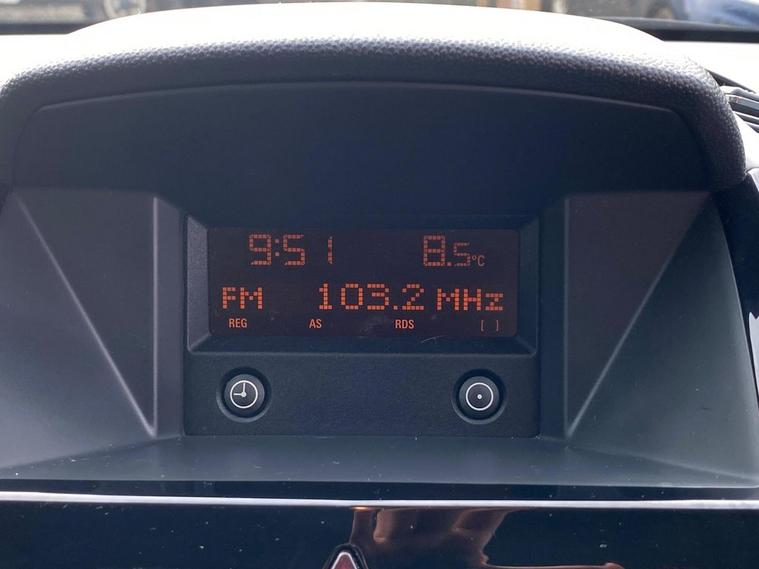 9:51 8.5°C
FM 103.2 MHz
REG AS RDS [ ]